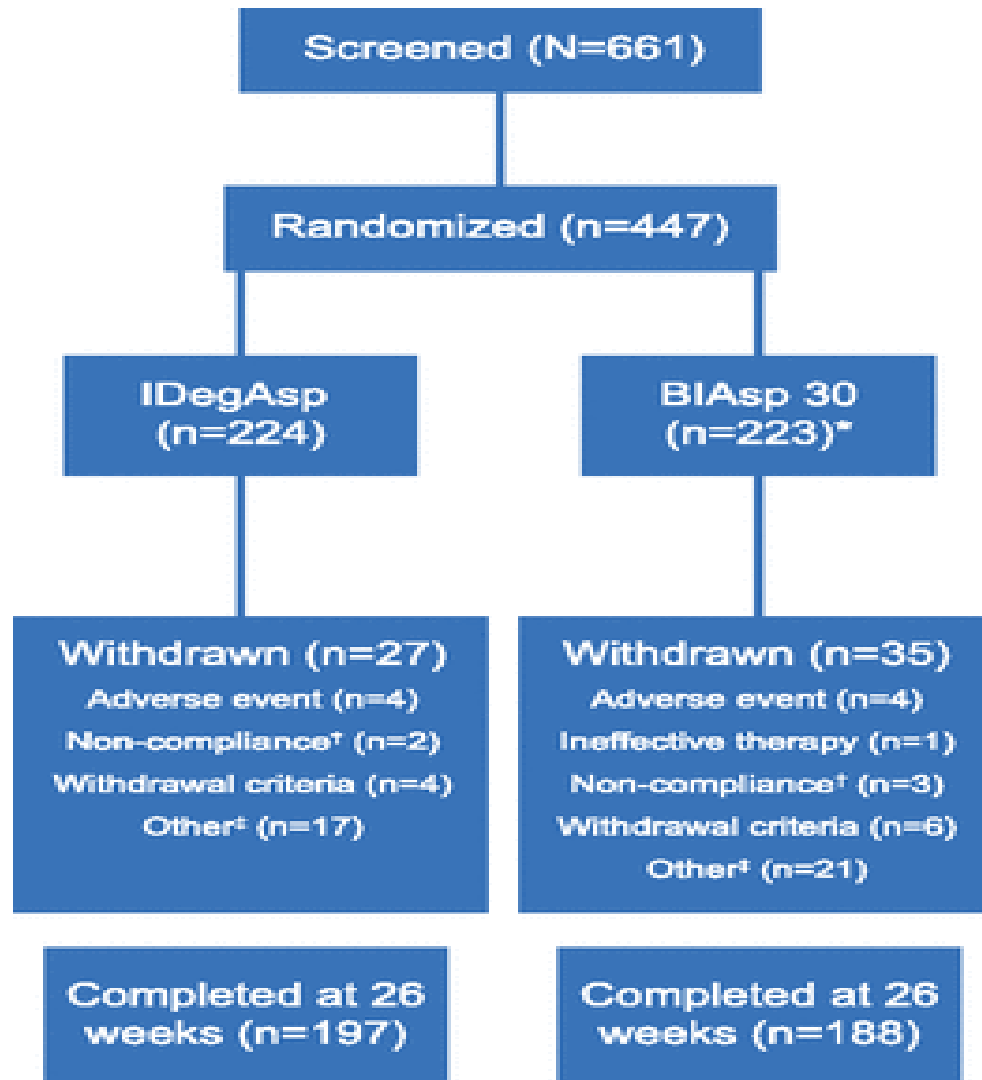 Screened (N=661)
Randomized (n=447)
IDegAsp
(n=224)
BIAsp 30
(n=223)*
Withdrawn (n=27)
Adverse event (n=4)
Non-compliance† (n=2)
Withdrawal criteria (n=4)
Other‡ (n=17)
Withdrawn (n=35)
Adverse event (n=4)
Ineffective therapy (n=1)
Non-compliance† (n=3)
Withdrawal criteria (n=6)
Other‡ (n=21)
Completed at 26
weeks (n=197)
Completed at 26
weeks (n=188)